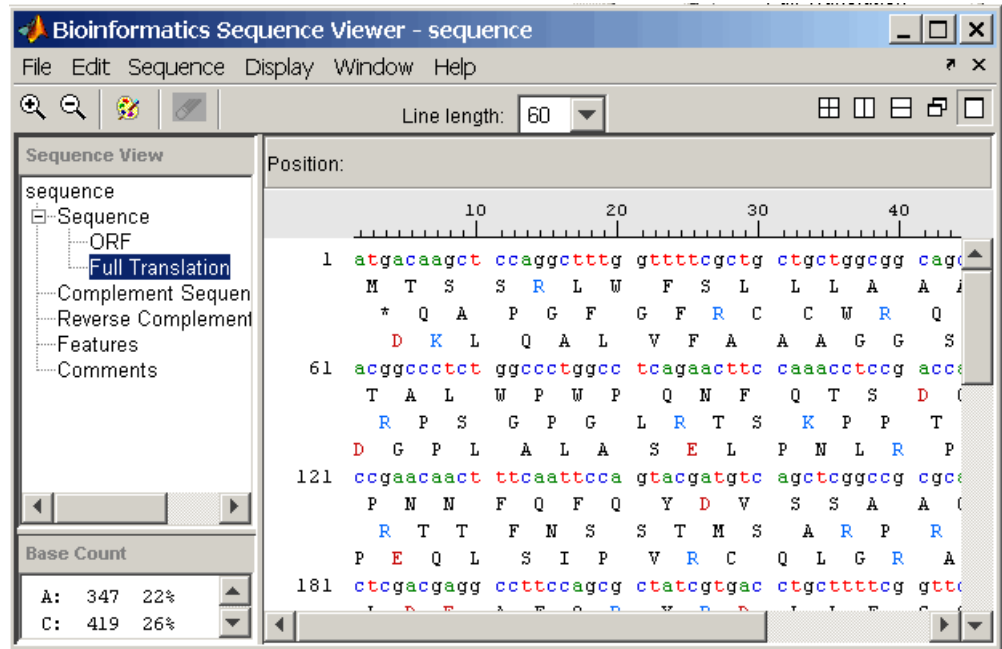 Bioinformatics Sequence Viewer - sequence
File Edit Sequence Display Window Help
Line length: 60
Sequence View
sequence
Sequence
ORF
Full Translation
Complement Sequen
Reverse Complement
Features
Comments
Base Count
A: 347 22%
C: 419 26%
Position:
10 20 30 40
1 atgacaagct ccaggctttg gttttcgctg ctgctggcgg cag
M T S S R L W F S L L L A A
* Q A P G F G F R C C W R Q
D K L Q A L V F A A A G G S
61 acggccctct ggccctggcc tcagaacttc caaacctccg acc
T A L W P W P Q N F Q T S D
R P S G P G L R T S K P P T
D G P L A L A S E L P N L R P
121 ccgaacaact ttcaattcca gtacgatgtc agctcggccg cgc
P N N F Q F Q Y D V S S A A
R T T F N S S T M S A R P R
P E Q L S I P V R C Q L G R A
181 ctcgacgagg ccttccagcg ctatcgtgac ctgcttttcg gtt